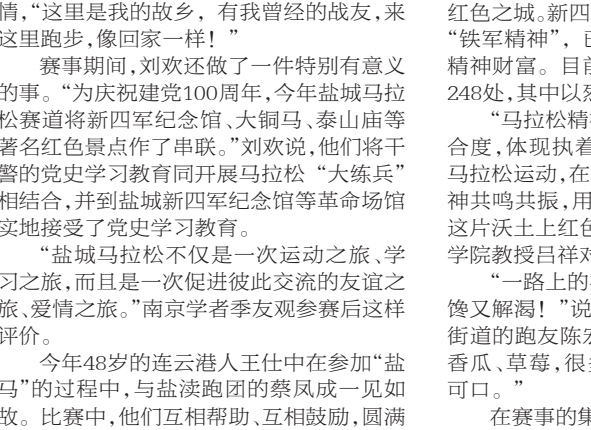 情，“这里是我的故乡，有我曾经的战友，来
这里跑步，像回家一样！”
赛事期间，刘欢还做了一件特别有意义
的事。“为庆祝建党100周年，今年盐城马拉
松赛道将新四军纪念馆、大铜马、泰山庙等
著名红色景点作了串联。”刘欢说，他们将干
警的党史学习教育同开展马拉松“大练兵”
相结合，并到盐城新四军纪念馆等革命场馆
实地接受了党史学习教育。
“盐城马拉松不仅是一次运动之旅、学
习之旅，而且是一次促进彼此交流的友谊之
旅、爱情之旅。”南京学者季友观参赛后这样
评价。
今年48岁的连云港人王仕中在参加“盐
马”的过程中，与盐渎跑团的蔡凤成一见如
故。比赛中，他们互相帮助、互相鼓励，圆满
红色之城。新四
“铁军精神”，
精神财富。目前
248处，其中以
“马拉松精
合度，体现执着
马拉松运动，在
神共鸣共振，用
这片沃土上红色
学院教授吕祥
“一路上的
馋又解渴！”说
街道的跑友陈
香瓜、草莓，很
可口。”
在赛事的集